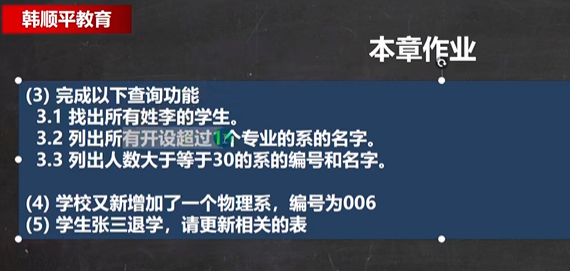 韩顺平教育
本章作业
(3) 完成以下查询功能
3.1 找出所有姓李的学生。
3.2 列出所有开设超过1个专业的系的名字。
3.3 列出人数大于等于30的系的编号和名字。
(4) 学校又新增加了一个物理系，编号为006
(5) 学生张三退学，请更新相关的表